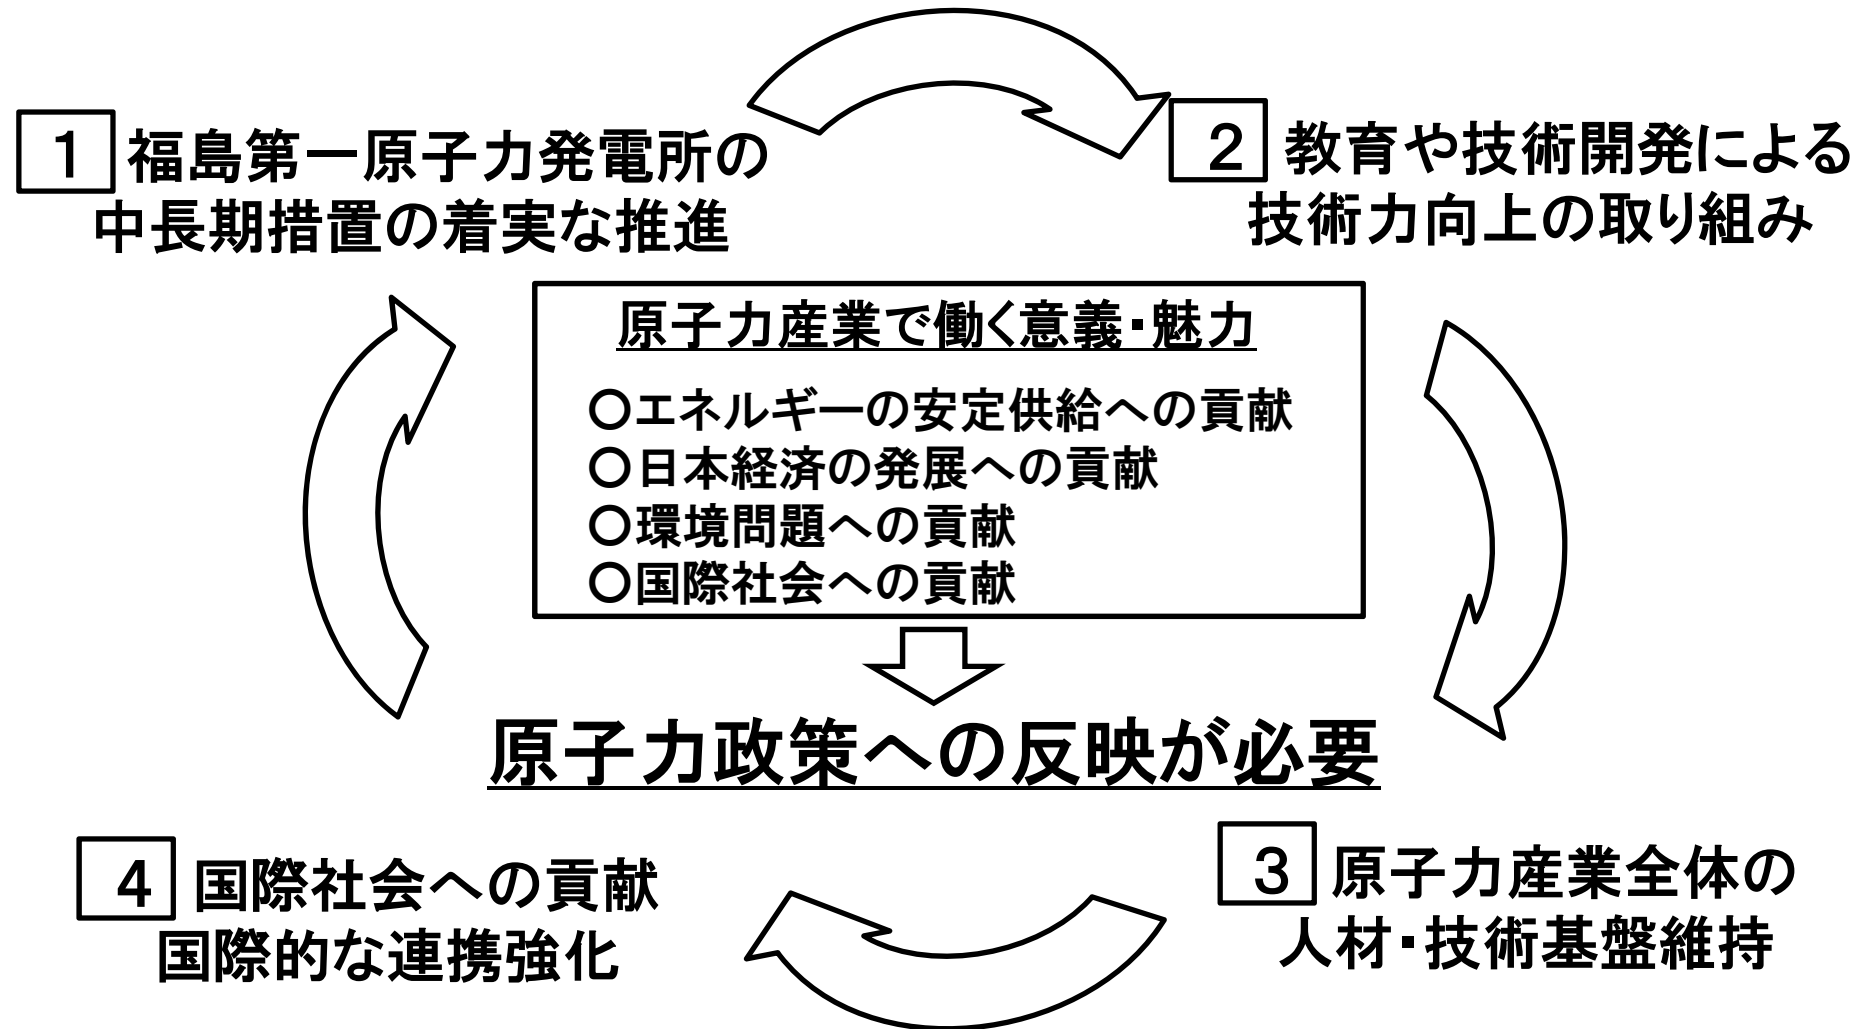 1 福島第一原子力発電所の
中長期措置の着実な推進
2 教育や技術開発による
技術力向上の取り組み
原子力産業で働く意義・魅力
○エネルギーの安定供給への貢献
○日本経済の発展への貢献
○環境問題への貢献
○国際社会への貢献
原子力政策への反映が必要
3 原子力産業全体の
人材・技術基盤維持
4 国際社会への貢献
国際的な連携強化